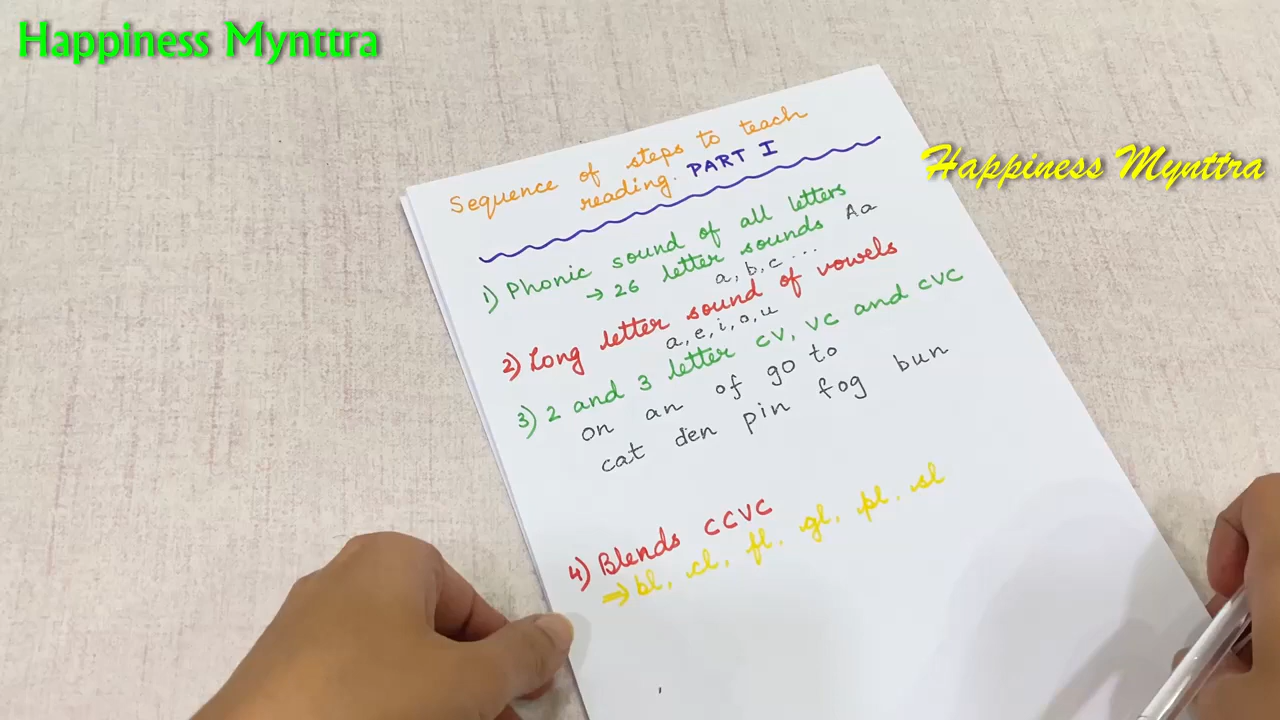 Happiness Mynttra
Happiness Mynttra
Sequence of steps to teach
reading. PART I
1) Phonic sound of all letters
→ 26 letter sounds Aa
a, b, c ...
2) Long letter sound of vowels
a, e, i, o, u
3) 2 and 3 letter CV, VC and CVC
on an of go to
cat den pin fog bun
4) Blends CCVC
⇒ bl, cl, fl, gl, pl, sl